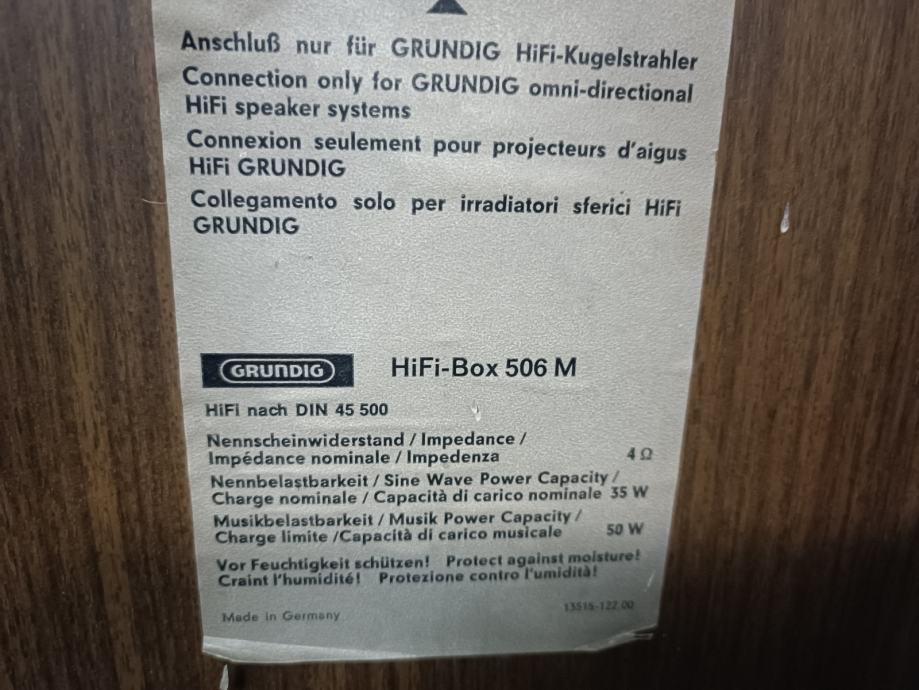 Anschluß nur für GRUNDIG HiFi-Kugelstrahler
Connection only for GRUNDIG omni-directional
HiFi speaker systems
Connexion seulement pour projecteurs d'aigus
HiFi GRUNDIG
Collegamento solo per irradiatori sferici HiFi
GRUNDIG
GRUNDIG HiFi-Box 506 M
HiFi nach DIN 45 500
Nennscheinwiderstand / Impedance /
Impédance nominale / Impedenza 4 Ω
Nennbelastbarkeit / Sine Wave Power Capacity /
Charge nominale / Capacità di carico nominale 35 W
Musikbelastbarkeit / Musik Power Capacity /
Charge limite /Capacità di carico musicale 50 W
Vor Feuchtigkeit schützen! Protect against moisture!
Craint l'humidité! Protezione contro l'umidità!
Made in Germany 13515-122.00